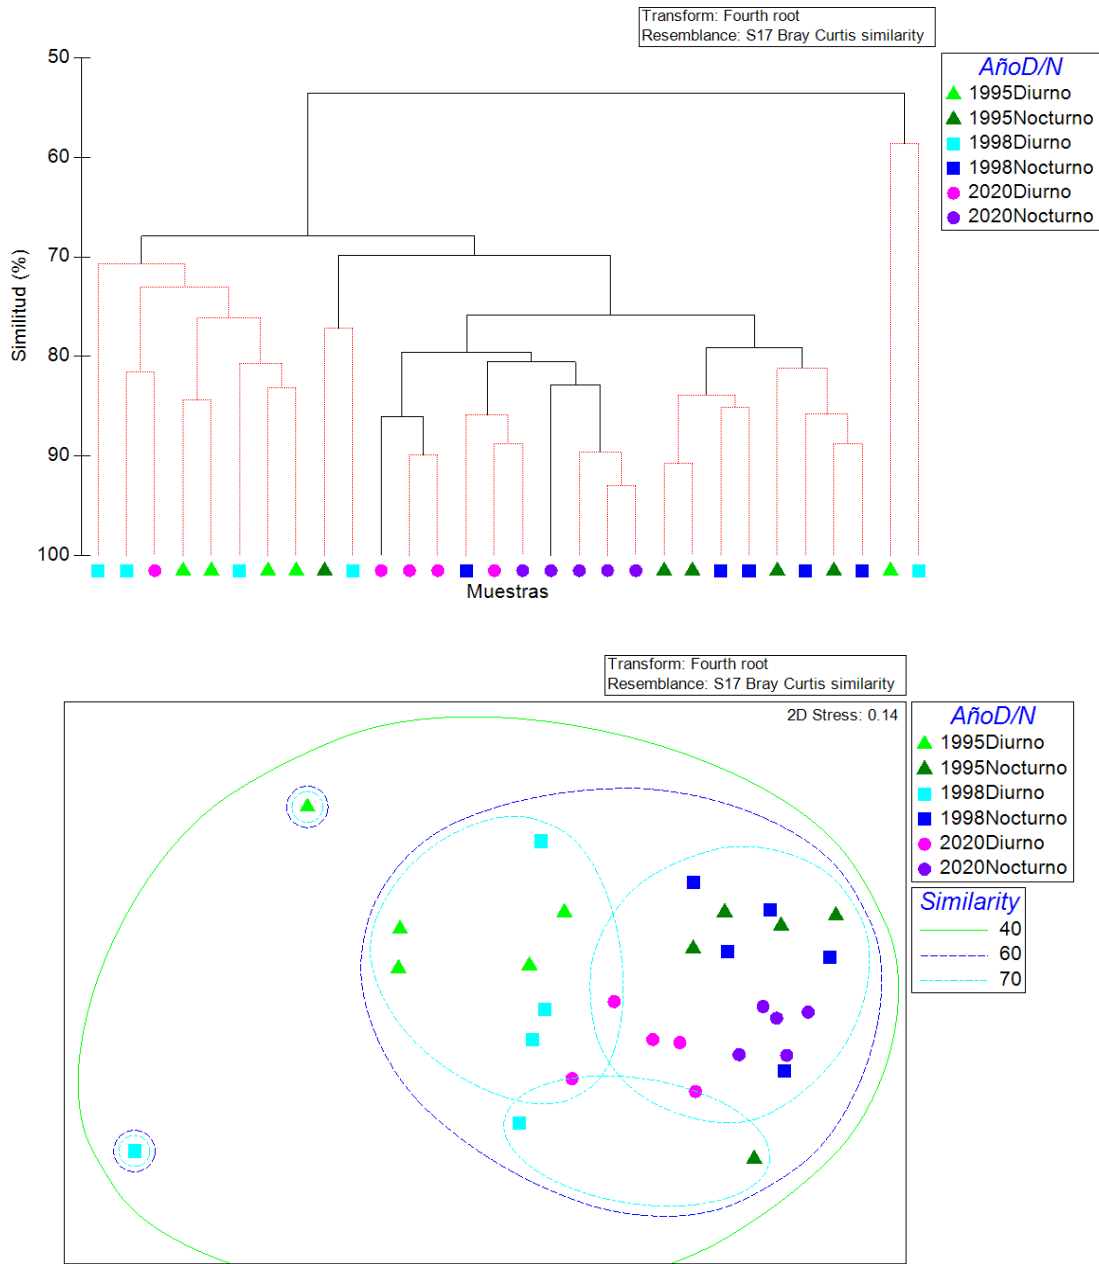 Transform: Fourth root
Resemblance: S17 Bray Curtis similarity
AñoD/N
1995Diurno
1995Nocturno
1998Diurno
1998Nocturno
2020Diurno
2020Nocturno
50
60
70
80
90
100
Similitud (%)
Muestras
Transform: Fourth root
Resemblance: S17 Bray Curtis similarity
2D Stress: 0.14
AñoD/N
1995Diurno
1995Nocturno
1998Diurno
1998Nocturno
2020Diurno
2020Nocturno
Similarity
40
60
70